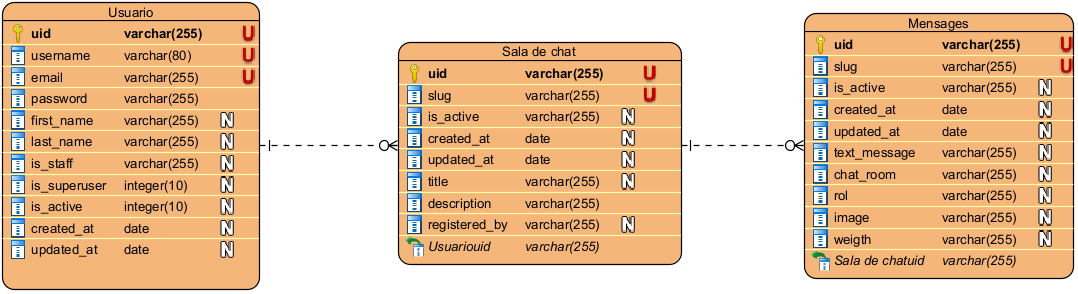 Usuario
uid varchar(255) U
username varchar(80) U
email varchar(255) U
password varchar(255)
first_name varchar(255) N
last_name varchar(255) N
is_staff varchar(255) N
is_superuser integer(10) N
is_active integer(10) N
created_at date N
updated_at date N
Sala de chat
uid varchar(255) U
slug varchar(255) U
is_active varchar(255) N
created_at date N
updated_at date N
title varchar(255) N
description varchar(255)
registered_by varchar(255) N
Usuariouid varchar(255)
Mensages
uid varchar(255) U
slug varchar(255) U
is_active varchar(255) N
created_at date N
updated_at date N
text_message varchar(255) N
chat_room varchar(255) N
rol varchar(255) N
image varchar(255) N
weigth varchar(255) N
Sala de chatuid varchar(255)